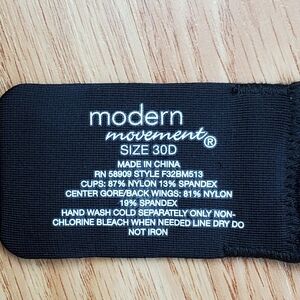 modern
movement®
SIZE 30D
MADE IN CHINA
RN 58909 STYLE F32BM513
CUPS: 87% NYLON 13% SPANDEX
CENTER GORE/BACK WINGS: 81% NYLON
19% SPANDEX
HAND WASH COLD SEPARATELY ONLY NON-
CHLORINE BLEACH WHEN NEEDED LINE DRY DO
NOT IRON